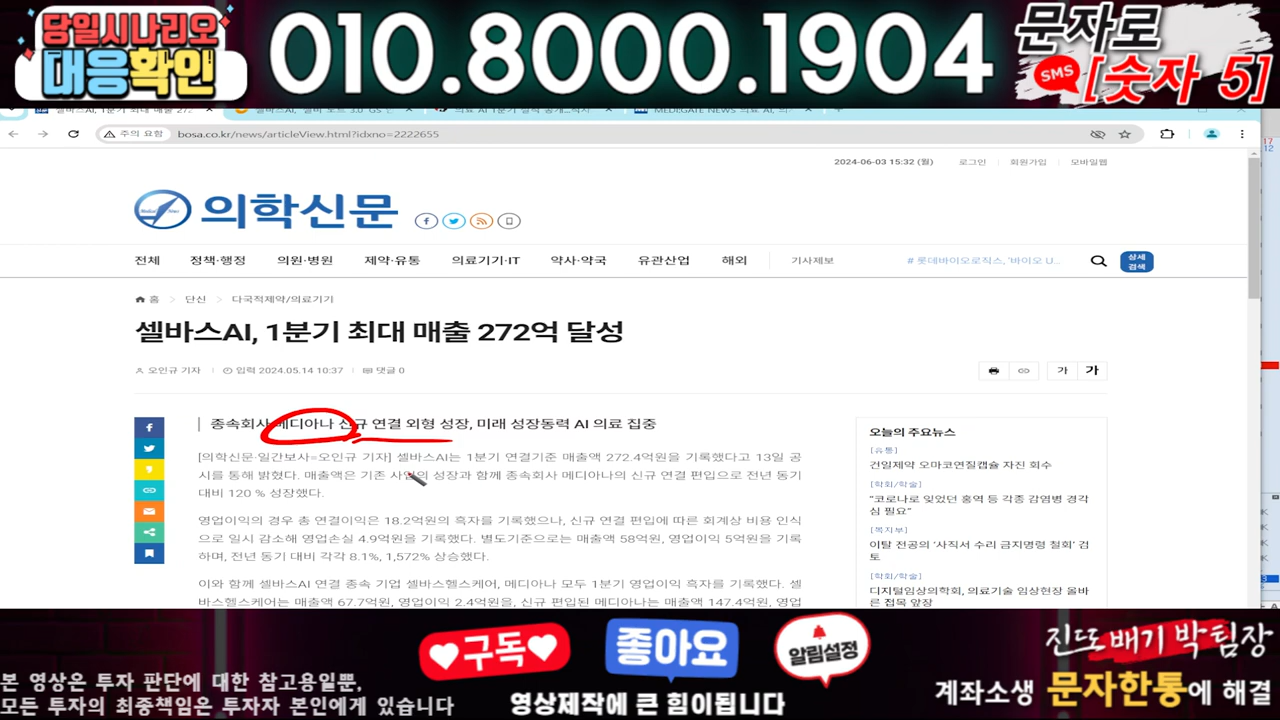 당일시나리오
대응확인
010.8000.1904
문자로
SMS
[숫자 5]
주의 요함
bosa.co.kr/news/articleView.html?idxno=2222655
2024-06-03 15:32 (월)
로그인
회원가입
모바일웹
의학신문
전체
정책·행정
의원·병원
제약·유통
의료기기·IT
약사·약국
유관산업
해외
기사제보
# 롯데바이오로직스, '바이오 U...
상세
검색
홈
단신
다국적제약/의료기기
셀바스AI, 1분기 최대 매출 272억 달성
오인규 기자
입력 2024.05.14 10:37
댓글 0
가
가
종속회사 메디아나 신규 연결 외형 성장, 미래 성장동력 AI 의료 집중
[의학신문·일간보사=오인규 기자] 셀바스AI는 1분기 연결기준 매출액 272.4억원을 기록했다고 13일 공
시를 통해 밝혔다. 매출액은 기존 사업의 성장과 함께 종속회사 메디아나의 신규 연결 편입으로 전년 동기
대비 120 % 성장했다.
영업이익의 경우 총 연결이익은 18.2억원의 흑자를 기록했으나, 신규 연결 편입에 따른 회계상 비용 인식
으로 일시 감소해 영업손실 4.9억원을 기록했다. 별도기준으로는 매출액 58억원, 영업이익 5억원을 기록
하며, 전년 동기 대비 각각 8.1%, 1,572% 상승했다.
이와 함께 셀바스AI 연결 종속 기업 셀바스헬스케어, 메디아나 모두 1분기 영업이익 흑자를 기록했다. 셀
바스헬스케어는 매출액 67.7억원, 영업이익 2.4억원을, 신규 편입된 메디아나는 매출액 147.4억원, 영업
오늘의 주요뉴스
[유통]
건일제약 오마코연질캡슐 자진 회수
[학회/학술]
"코로나로 잊었던 홍역 등 각종 감염병 경각
심 필요"
[복지부]
이탈 전공의 '사직서 수리 금지명령 철회' 검
토
[학회/학술]
디지털임상의학회, 의료기술 임상현장 올바
른 접목 앞장
구독
좋아요
알림설정
영상제작에 큰 힘이됩니다
본 영상은 투자 판단에 대한 참고용일뿐,
모든 투자의 최종책임은 투자자 본인에게 있습니다
진또배기 박팀장
계좌소생 문자한통에 해결